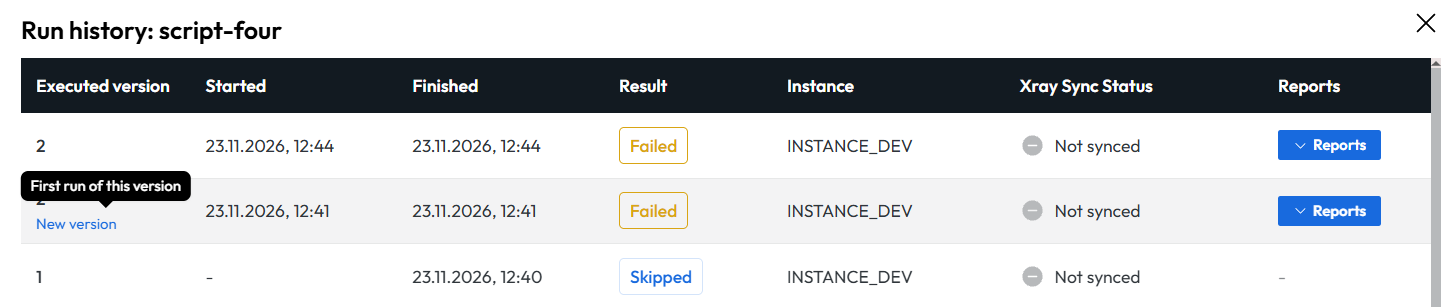 Run history: script-four
Executed version Started Finished Result Instance Xray Sync Status Reports
2 23.11.2026, 12:44 23.11.2026, 12:44 Failed INSTANCE_DEV Not synced Reports
First run of this version
2 23.11.2026, 12:41 23.11.2026, 12:41 Failed INSTANCE_DEV Not synced Reports
New version
1 - 23.11.2026, 12:40 Skipped INSTANCE_DEV Not synced -